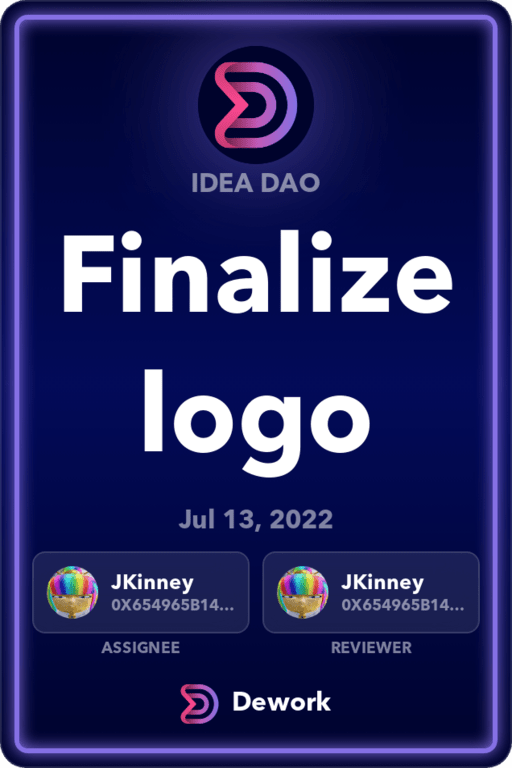 IDEA DAO
Finalize
logo
Jul 13, 2022
JKinney
0X654965B14...
JKinney
0X654965B14...
ASSIGNEE
REVIEWER
Dework